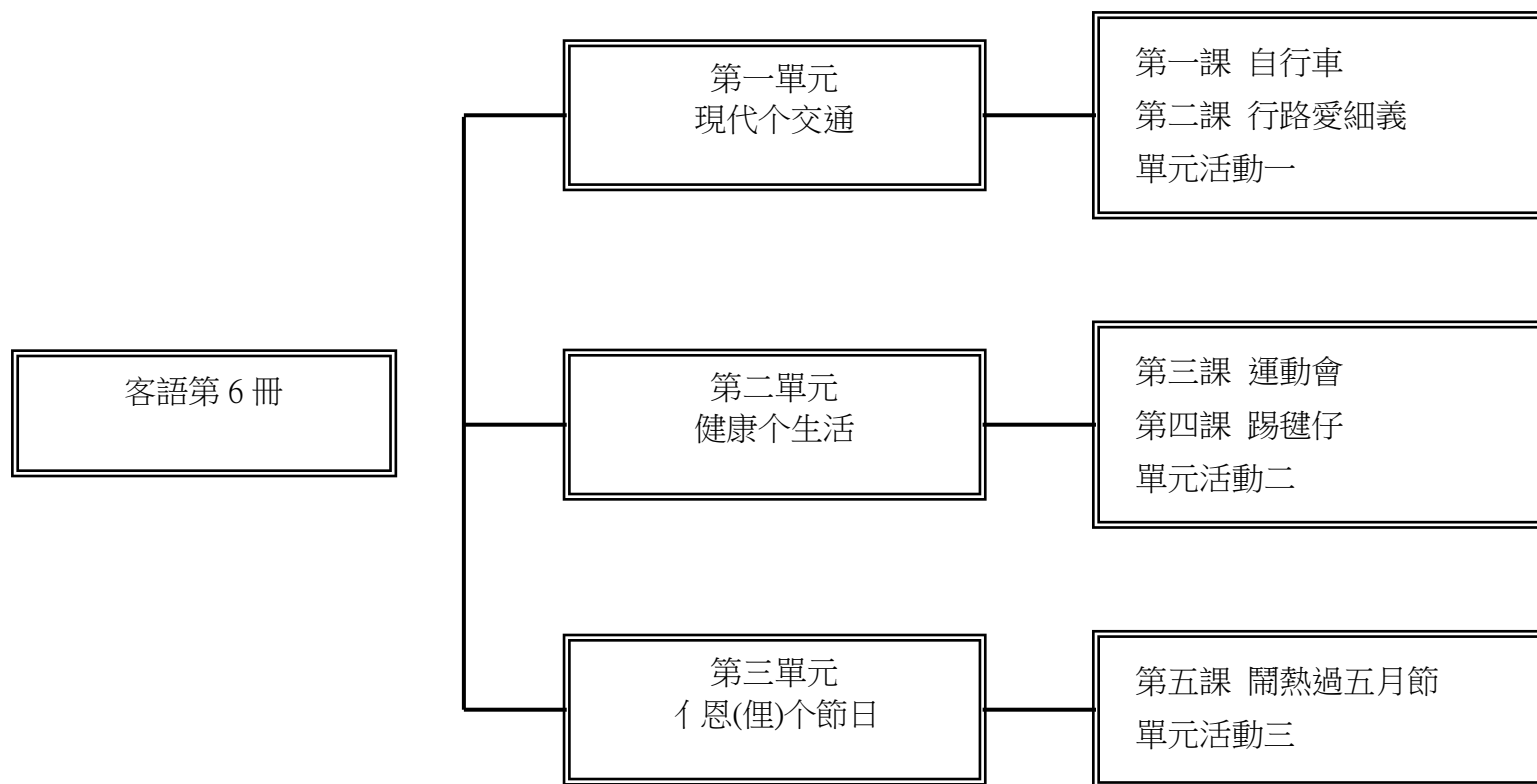 客語第 6 冊
第一單元
現代个交通
第一課 自行車
第二課 行路愛細義
單元活動一
第二單元
健康个生活
第三課 運動會
第四課 踢毽仔
單元活動二
第三單元
亻恩(俚)个節日
第五課 鬧熱過五月節
單元活動三